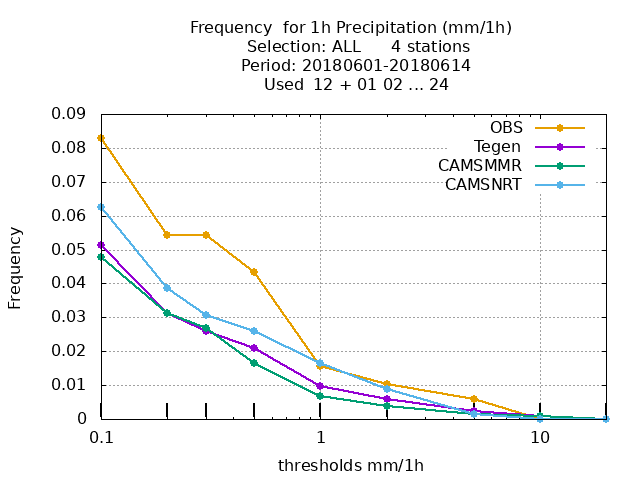 Frequency  for 1h Precipitation (mm/1h)
Selection: ALL      4 stations
Period: 20180601-20180614
Used  12 + 01 02 ... 24
0.09
0.08
0.07
0.06
0.05
0.04
0.03
0.02
0.01
0
Frequency
OBS
Tegen
CAMSMMR
CAMSNRT
0.1 1 10
thresholds mm/1h